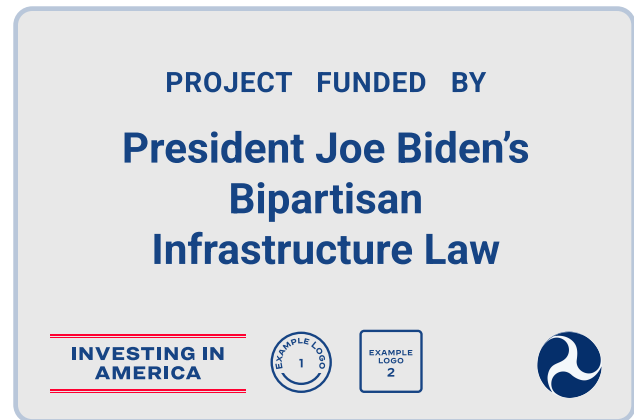 PROJECT FUNDED BY
President Joe Biden’s
Bipartisan
Infrastructure Law
INVESTING IN
AMERICA
EXAMPLE LOGO
1
EXAMPLE
LOGO
2